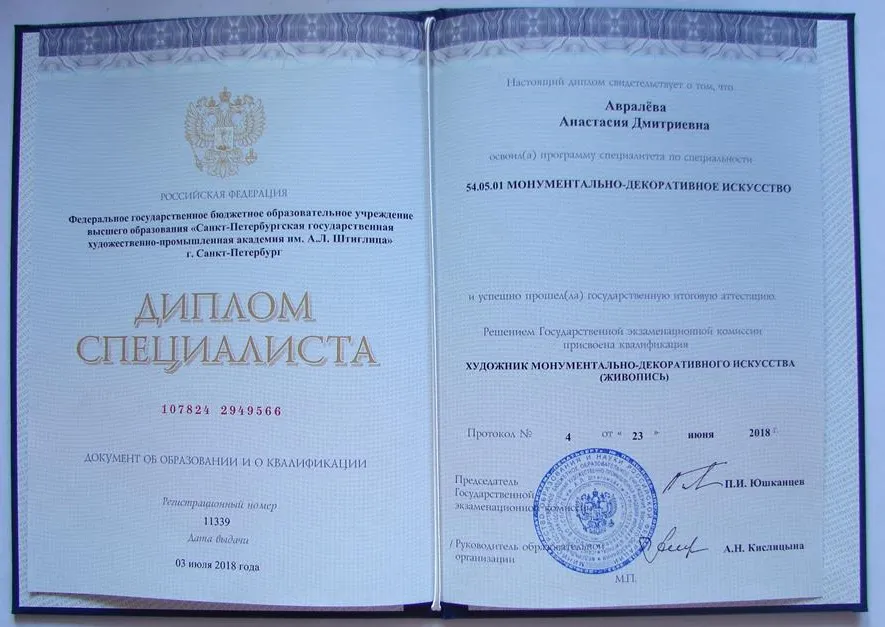 РОССИЙСКАЯ ФЕДЕРАЦИЯ
Федеральное государственное бюджетное образовательное учреждение
высшего образования «Санкт-Петербургская государственная
художественно-промышленная академия им. А.Л. Штиглица»
г. Санкт-Петербург
ДИПЛОМ
СПЕЦИАЛИСТА
107824 2949566
ДОКУМЕНТ ОБ ОБРАЗОВАНИИ И О КВАЛИФИКАЦИИ
Регистрационный номер
11339
Дата выдачи
03 июля 2018 года
Настоящий диплом свидетельствует о том, что
Авралёва
Анастасия Дмитриевна
освоил(а) программу специалитета по специальности
54.05.01 МОНУМЕНТАЛЬНО-ДЕКОРАТИВНОЕ ИСКУССТВО
и успешно прошел(ла) государственную итоговую аттестацию
Решением Государственной экзаменационной комиссии
присвоена квалификация
ХУДОЖНИК МОНУМЕНТАЛЬНО-ДЕКОРАТИВНОГО ИСКУССТВА
(ЖИВОПИСЬ)
Протокол № 4 от « 23 » июня 2018 г.
Председатель
Государственной
экзаменационной комиссии
П.И. Юшканцев
/ Руководитель образовательной
организации
А.Н. Кислицына
М.П.